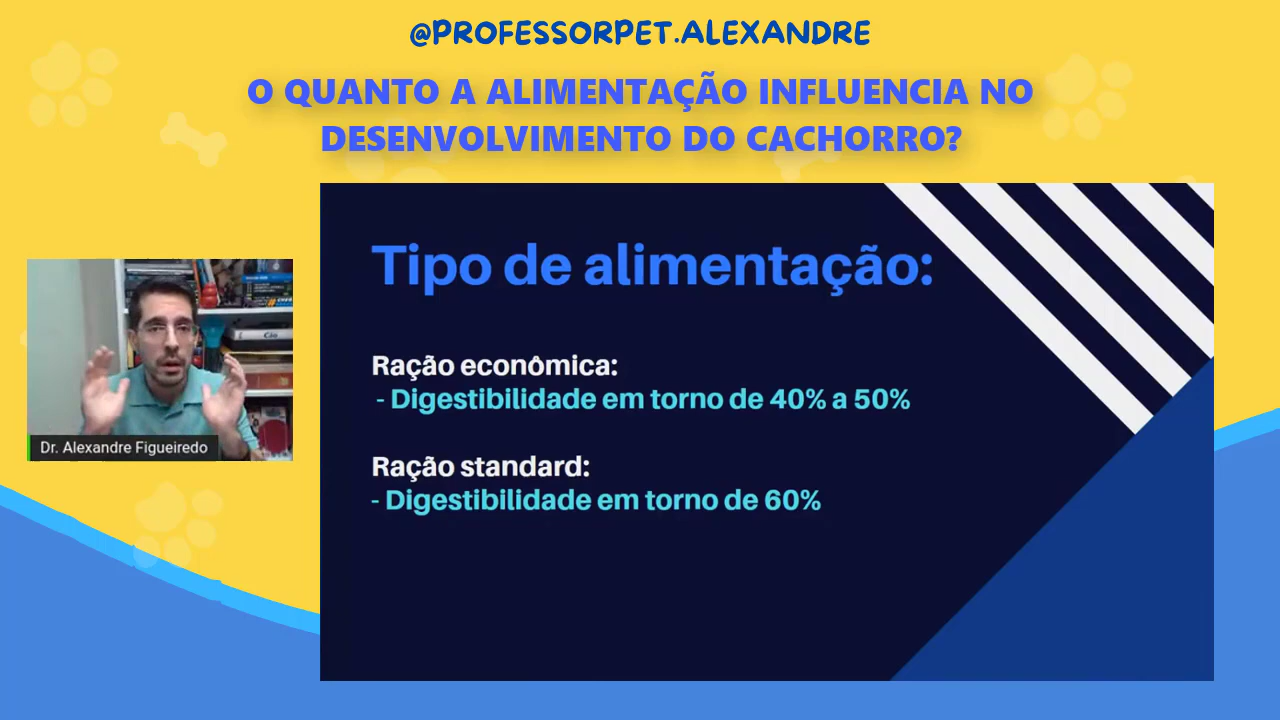 @PROFESSORPET.ALEXANDRE
O QUANTO A ALIMENTAÇÃO INFLUENCIA NO
DESENVOLVIMENTO DO CACHORRO?
Tipo de alimentação:
Ração econômica:
- Digestibilidade em torno de 40% a 50%
Ração standard:
- Digestibilidade em torno de 60%
Cão
Dr. Alexandre Figueiredo